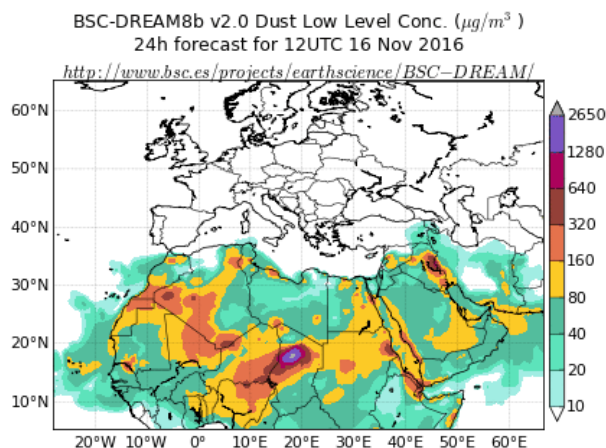 BSC-DREAM8b v2.0 Dust Low Level Conc. (μg/m³ )
24h forecast for 12UTC 16 Nov 2016
http://www.bsc.es/projects/earthscience/BSC−DREAM/
60°N
50°N
40°N
30°N
20°N
10°N
20°W
10°W
0°
10°E
20°E
30°E
40°E
50°E
60°E
2650
1280
640
320
160
80
40
20
10